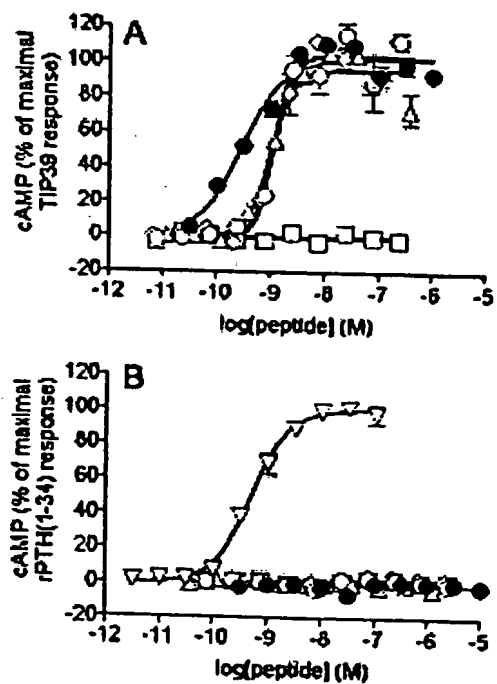 A
cAMP (% of maximal
TIP39 response)
120
100
80
60
40
20
0
-20
-12 -11 -10 -9 -8 -7 -6 -5
log[peptide] (M)
B
cAMP (% of maximal
rPTH(1-34) response)
120
100
80
60
40
20
0
-20
-12 -11 -10 -9 -8 -7 -6 -5
log[peptide] (M)